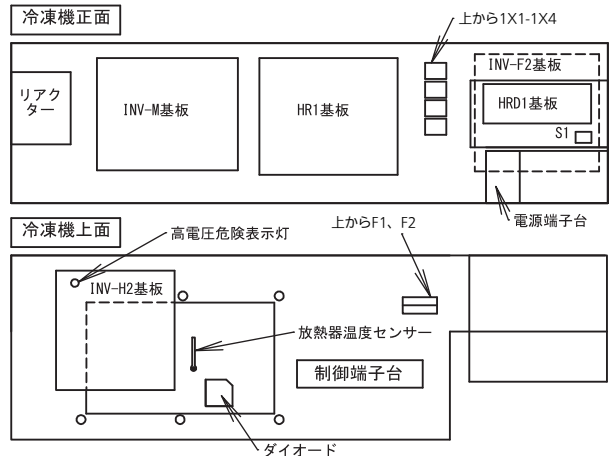 冷凍機正面
上から1X1-1X4
リアク
ター
INV-M基板
HR1基板
INV-F2基板
HRD1基板
S1
電源端子台
冷凍機上面
高電圧危険表示灯
上からF1、F2
INV-H2基板
放熱器温度センサー
制御端子台
ダイオード